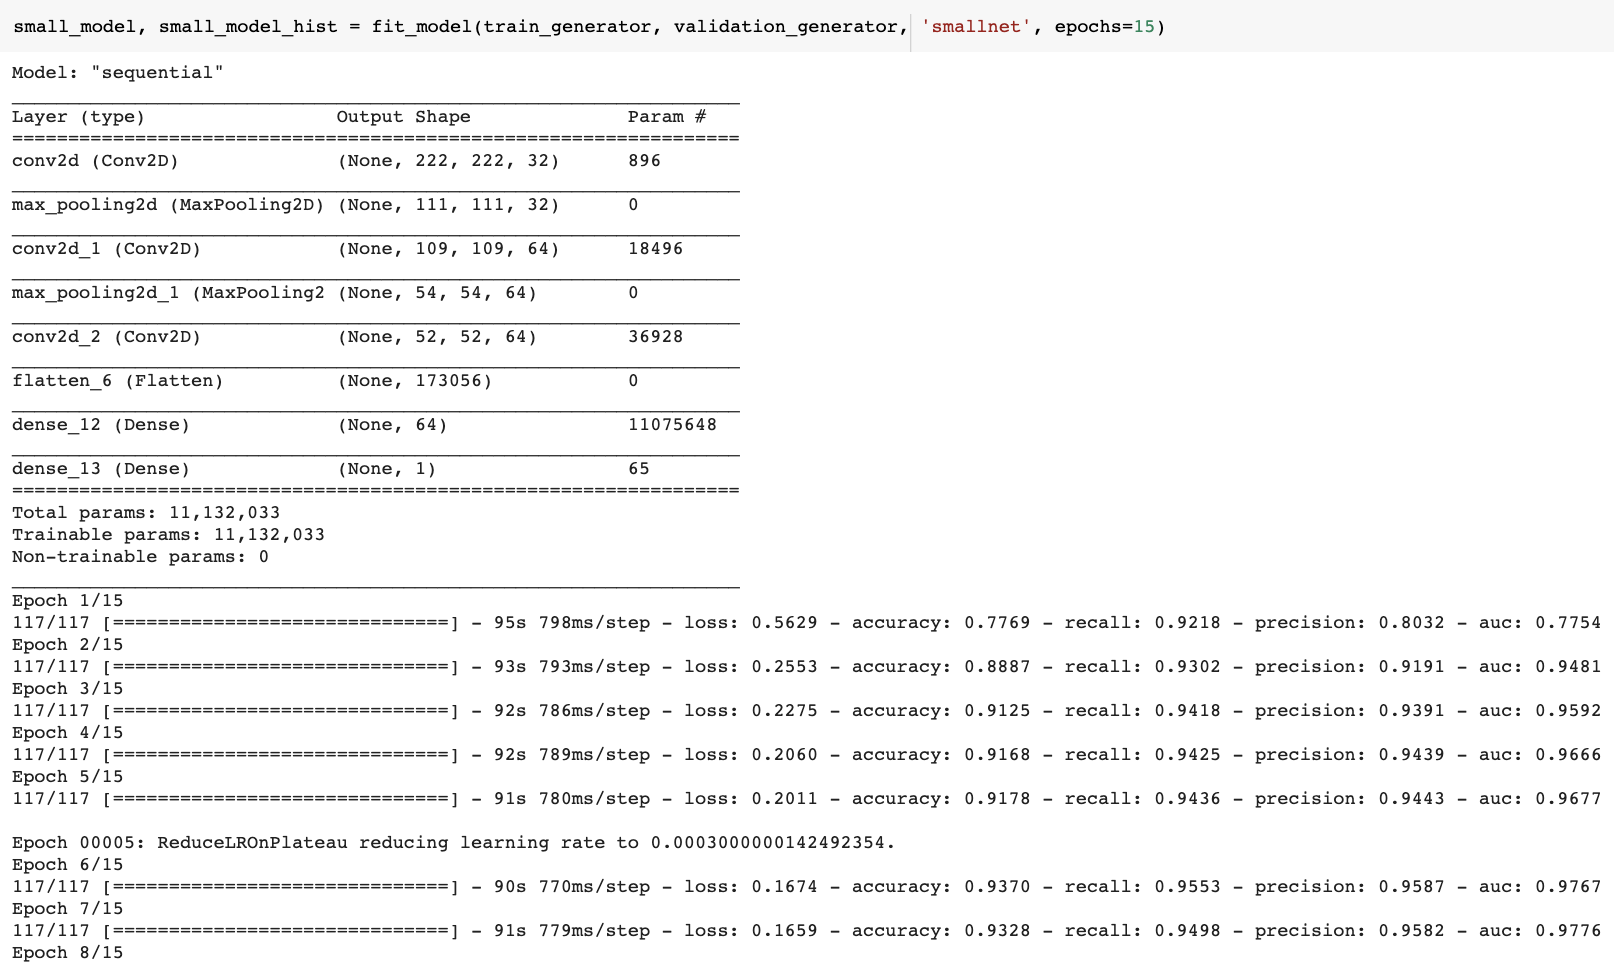 small_model, small_model_hist = fit_model(train_generator, validation_generator, 'smallnet', epochs=15)
Model: "sequential"
_________________________________________________________________
Layer (type)                 Output Shape              Param #
=================================================================
conv2d (Conv2D)              (None, 222, 222, 32)      896
_________________________________________________________________
max_pooling2d (MaxPooling2D) (None, 111, 111, 32)      0
_________________________________________________________________
conv2d_1 (Conv2D)            (None, 109, 109, 64)      18496
_________________________________________________________________
max_pooling2d_1 (MaxPooling2 (None, 54, 54, 64)        0
_________________________________________________________________
conv2d_2 (Conv2D)            (None, 52, 52, 64)        36928
_________________________________________________________________
flatten_6 (Flatten)          (None, 173056)            0
_________________________________________________________________
dense_12 (Dense)             (None, 64)                11075648
_________________________________________________________________
dense_13 (Dense)             (None, 1)                 65
=================================================================
Total params: 11,132,033
Trainable params: 11,132,033
Non-trainable params: 0
_________________________________________________________________
Epoch 1/15
117/117 [==============================] - 95s 798ms/step - loss: 0.5629 - accuracy: 0.7769 - recall: 0.9218 - precision: 0.8032 - auc: 0.7754
Epoch 2/15
117/117 [==============================] - 93s 793ms/step - loss: 0.2553 - accuracy: 0.8887 - recall: 0.9302 - precision: 0.9191 - auc: 0.9481
Epoch 3/15
117/117 [==============================] - 92s 786ms/step - loss: 0.2275 - accuracy: 0.9125 - recall: 0.9418 - precision: 0.9391 - auc: 0.9592
Epoch 4/15
117/117 [==============================] - 92s 789ms/step - loss: 0.2060 - accuracy: 0.9168 - recall: 0.9425 - precision: 0.9439 - auc: 0.9666
Epoch 5/15
117/117 [==============================] - 91s 780ms/step - loss: 0.2011 - accuracy: 0.9178 - recall: 0.9436 - precision: 0.9443 - auc: 0.9677
Epoch 00005: ReduceLROnPlateau reducing learning rate to 0.0003000000142492354.
Epoch 6/15
117/117 [==============================] - 90s 770ms/step - loss: 0.1674 - accuracy: 0.9370 - recall: 0.9553 - precision: 0.9587 - auc: 0.9767
Epoch 7/15
117/117 [==============================] - 91s 779ms/step - loss: 0.1659 - accuracy: 0.9328 - recall: 0.9498 - precision: 0.9582 - auc: 0.9776
Epoch 8/15